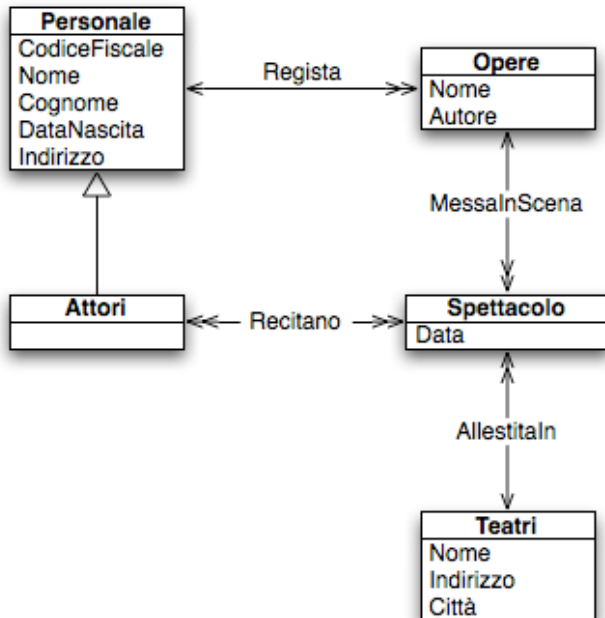 Personale
CodiceFiscale
Nome
Cognome
DataNascita
Indirizzo
Regista
Opere
Nome
Autore
MessaInScena
Attori
Recitano
Spettacolo
Data
AllestitaIn
Teatri
Nome
Indirizzo
Città